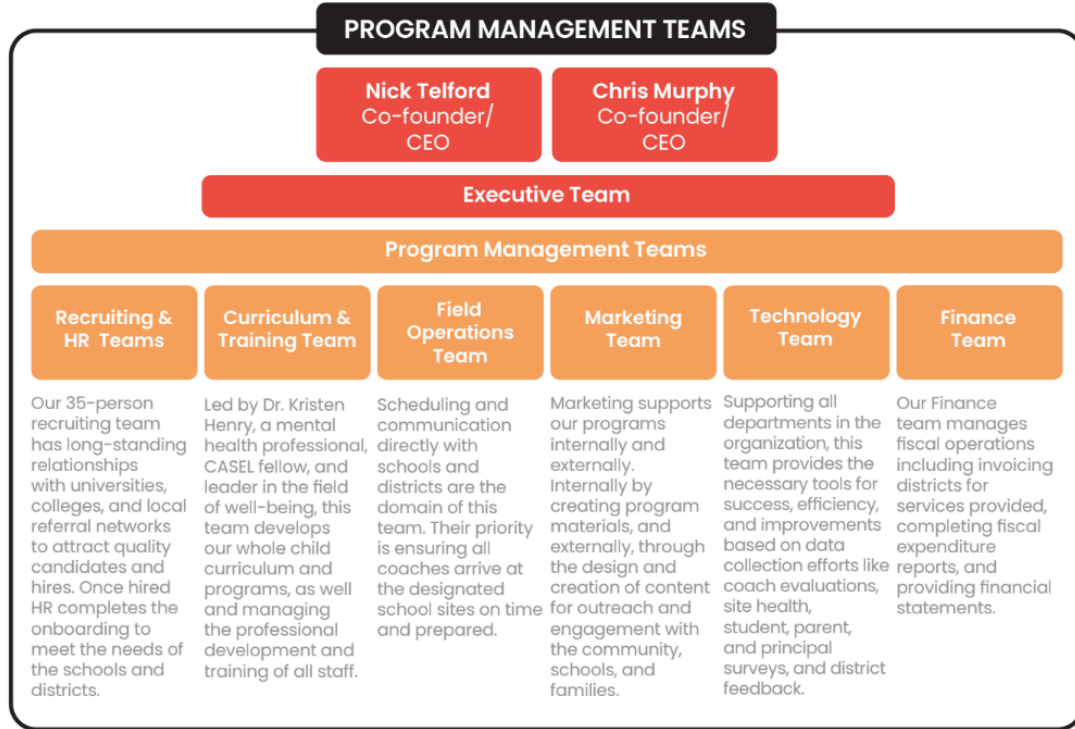 PROGRAM MANAGEMENT TEAMS
Nick Telford
Co-founder/
CEO
Chris Murphy
Co-founder/
CEO
Executive Team
Program Management Teams
Recruiting &
HR Teams
Curriculum &
Training Team
Field
Operations
Team
Marketing
Team
Technology
Team
Finance
Team
Our 35-person
recruiting team
has long-standing
relationships
with universities,
colleges, and local
referral networks
to attract quality
candidates and
hires. Once hired
HR completes the
onboarding to
meet the needs of
the schools and
districts.
Led by Dr. Kristen
Henry, a mental
health professional,
CASEL fellow, and
leader in the field
of well-being, this
team develops
our whole child
curriculum and
programs, as well
and managing
the professional
development and
training of all staff.
Scheduling and
communication
directly with
schools and
districts are the
domain of this
team. Their priority
is ensuring all
coaches arrive at
the designated
school sites on time
and prepared.
Marketing supports
our programs
internally and
externally.
Internally by
creating program
materials, and
externally, through
the design and
creation of content
for outreach and
engagement with
the community,
schools, and
families.
Supporting all
departments in the
organization, this
team provides the
necessary tools for
success, efficiency,
and improvements
based on data
collection efforts like
coach evaluations,
site health,
student, parent,
and principal
surveys, and district
feedback.
Our Finance
team manages
fiscal operations
including invoicing
districts for
services provided,
completing fiscal
expenditure
reports, and
providing financial
statements.